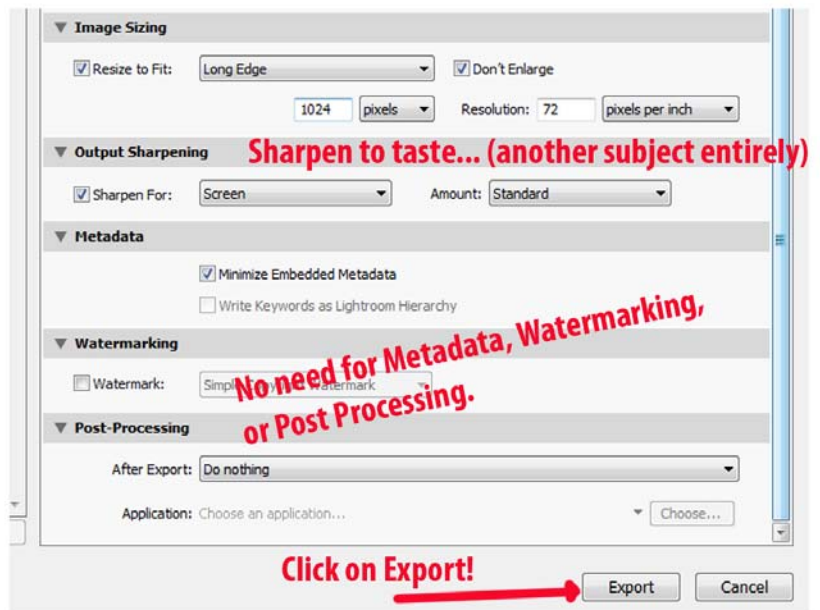 Image Sizing
Resize to Fit: Long Edge Don't Enlarge
1024 pixels Resolution: 72 pixels per inch
Output Sharpening Sharpen to taste... (another subject entirely)
Sharpen For: Screen Amount: Standard
Metadata
Minimize Embedded Metadata
Write Keywords as Lightroom Hierarchy
Watermarking
No need for Metadata, Watermarking,
Watermark: Simple Copyright Watermark
or Post Processing.
Post-Processing
After Export: Do nothing
Application: Choose an application... Choose...
Click on Export!
Export Cancel